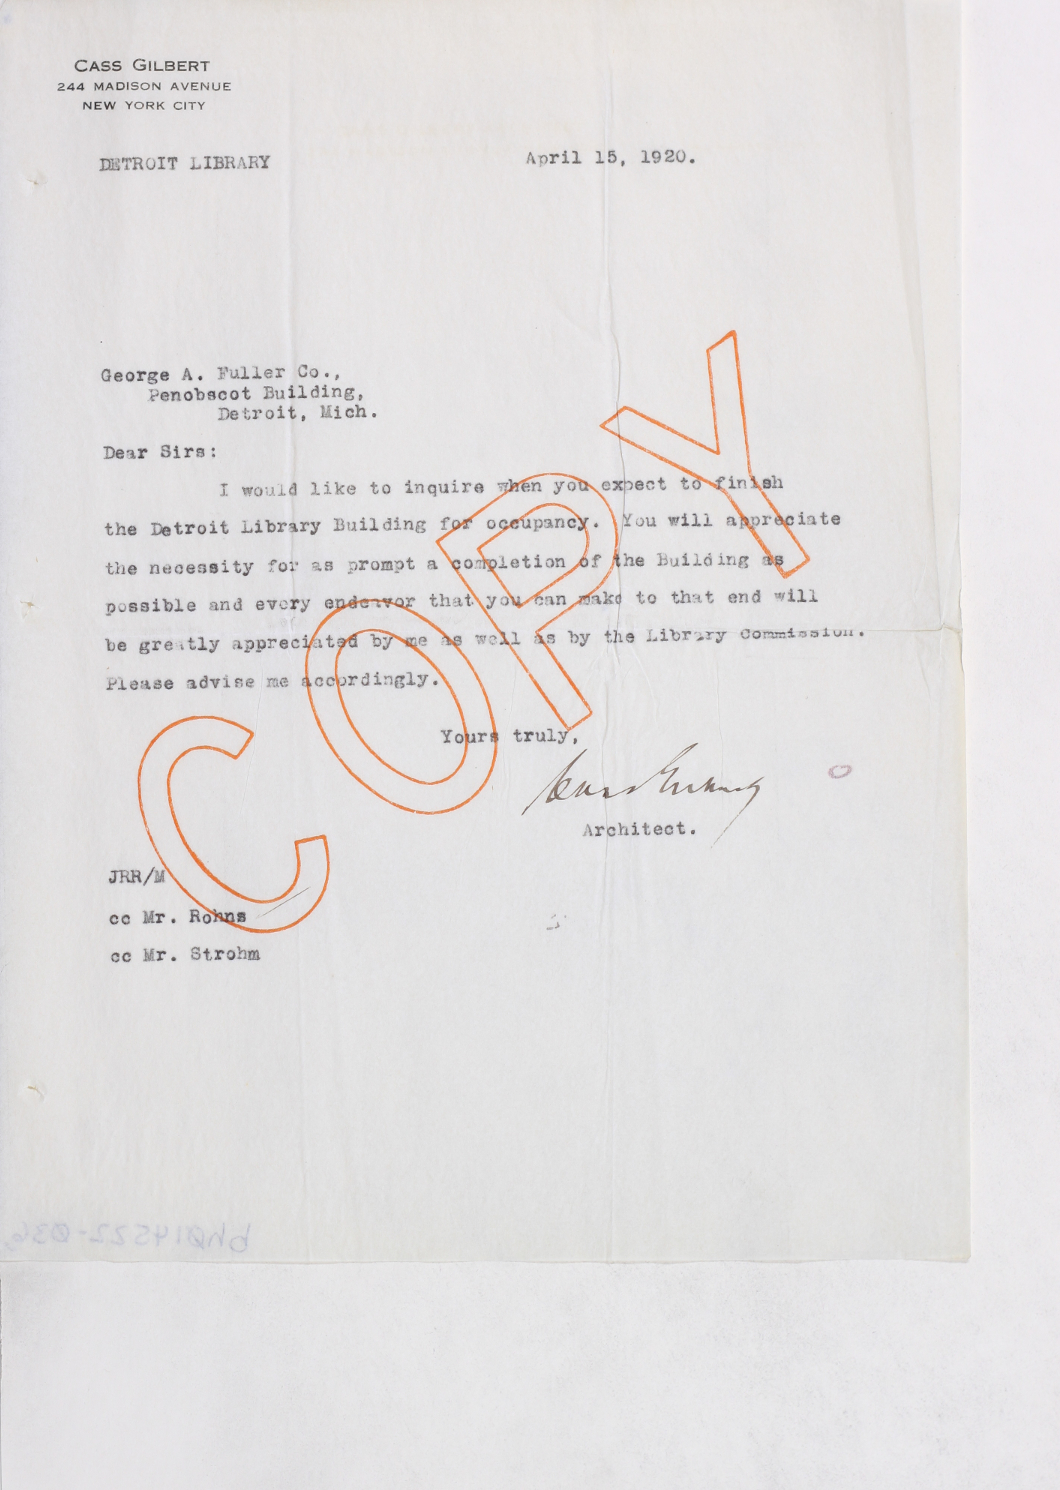 CASS GILBERT
244 MADISON AVENUE
NEW YORK CITY
DETROIT LIBRARY
April 15, 1920.
George A. Fuller Co.,
Penobscot Building,
Detroit, Mich.
Dear Sirs:
I would like to inquire when you expect to finish
the Detroit Library Building for occupancy. You will appreciate
the necessity for as prompt a completion of the Building as
possible and every endeavor that you can make to that end will
be greatly appreciated by me as well as by the Library Commission.
Please advise me accordingly.
Yours truly,
Cass Gilbert
Architect.
JRR/M
cc Mr. Rohns
cc Mr. Strohm
COPY
bh014522-036